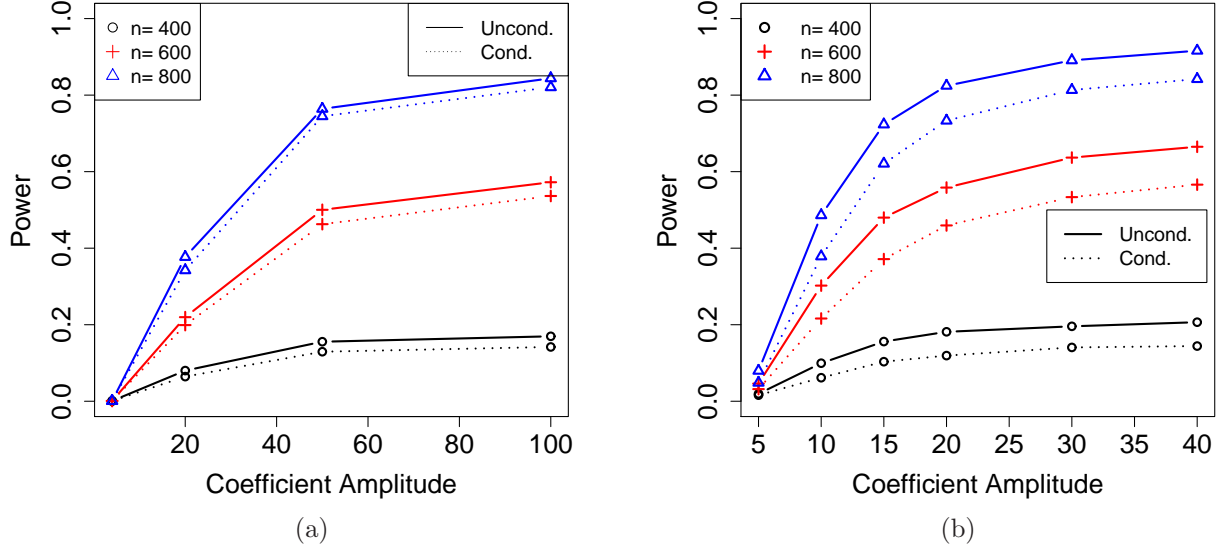 n= 400
n= 600
n= 800
Uncond.
Cond.
Power
0.0
0.2
0.4
0.6
0.8
1.0
20
40
60
80
100
Coefficient Amplitude
(a)
n= 400
n= 600
n= 800
Uncond.
Cond.
Power
0.0
0.2
0.4
0.6
0.8
1.0
5
10
15
20
25
30
35
40
Coefficient Amplitude
(b)